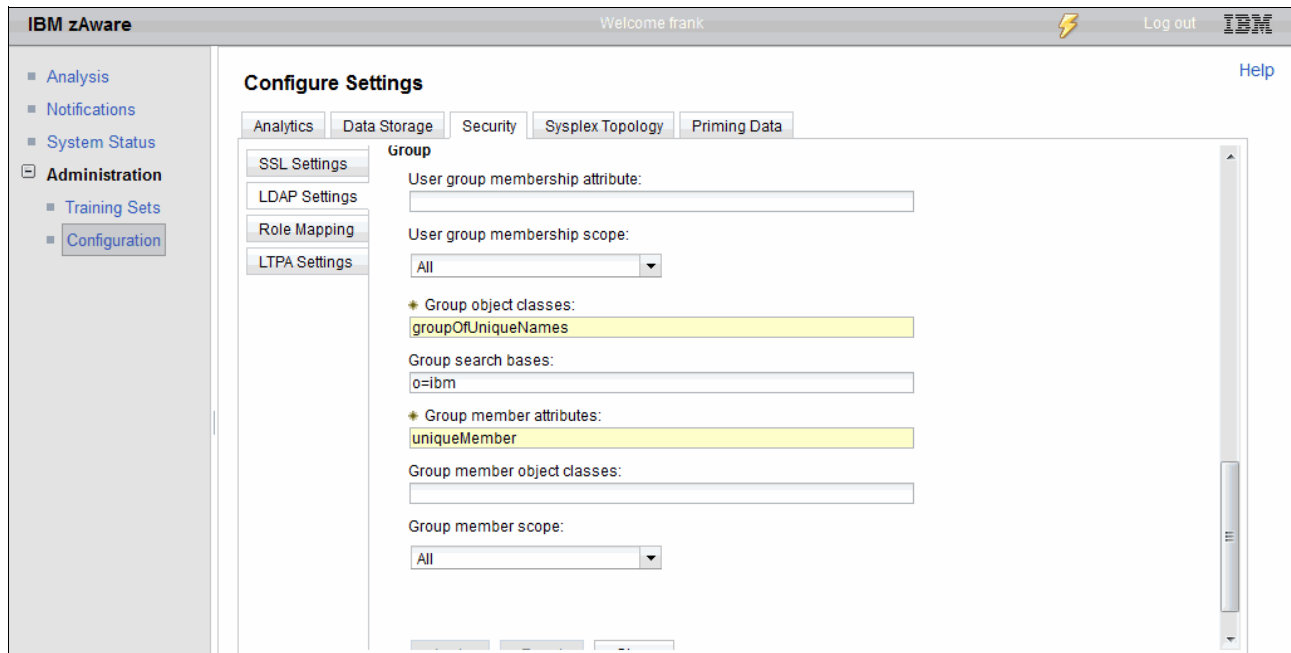 IBM zAware
Welcome frank
Log out
IBM
Analysis
Notifications
System Status
Administration
Training Sets
Configuration
Help
Configure Settings
Analytics
Data Storage
Security
Sysplex Topology
Priming Data
SSL Settings
LDAP Settings
Role Mapping
LTPA Settings
Group
User group membership attribute:
User group membership scope:
All
Group object classes:
groupOfUniqueNames
Group search bases:
o=ibm
Group member attributes:
uniqueMember
Group member object classes:
Group member scope:
All